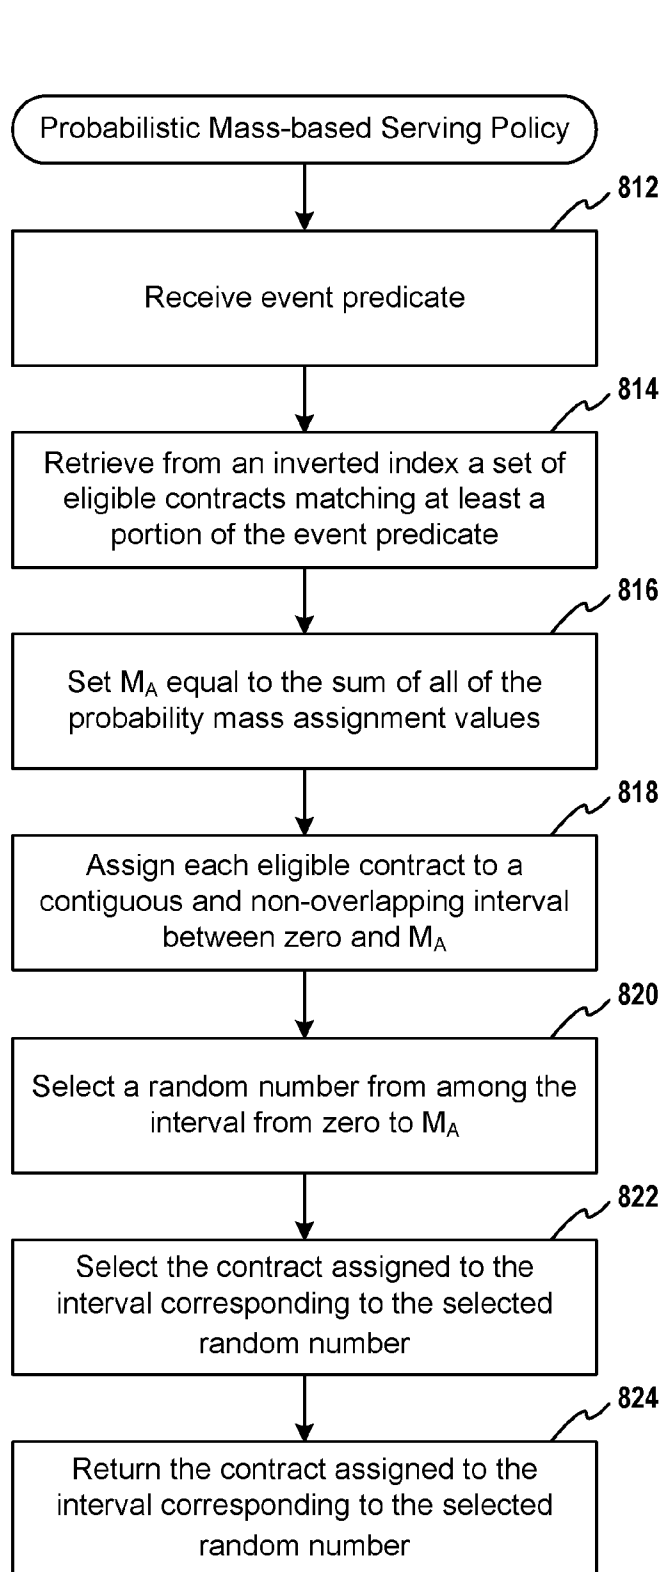 Probabilistic Mass-based Serving Policy
812
Receive event predicate
814
Retrieve from an inverted index a set of
eligible contracts matching at least a
portion of the event predicate
816
Set MA equal to the sum of all of the
probability mass assignment values
818
Assign each eligible contract to a
contiguous and non-overlapping interval
between zero and MA
820
Select a random number from among the
interval from zero to MA
822
Select the contract assigned to the
interval corresponding to the selected
random number
824
Return the contract assigned to the
interval corresponding to the selected
random number